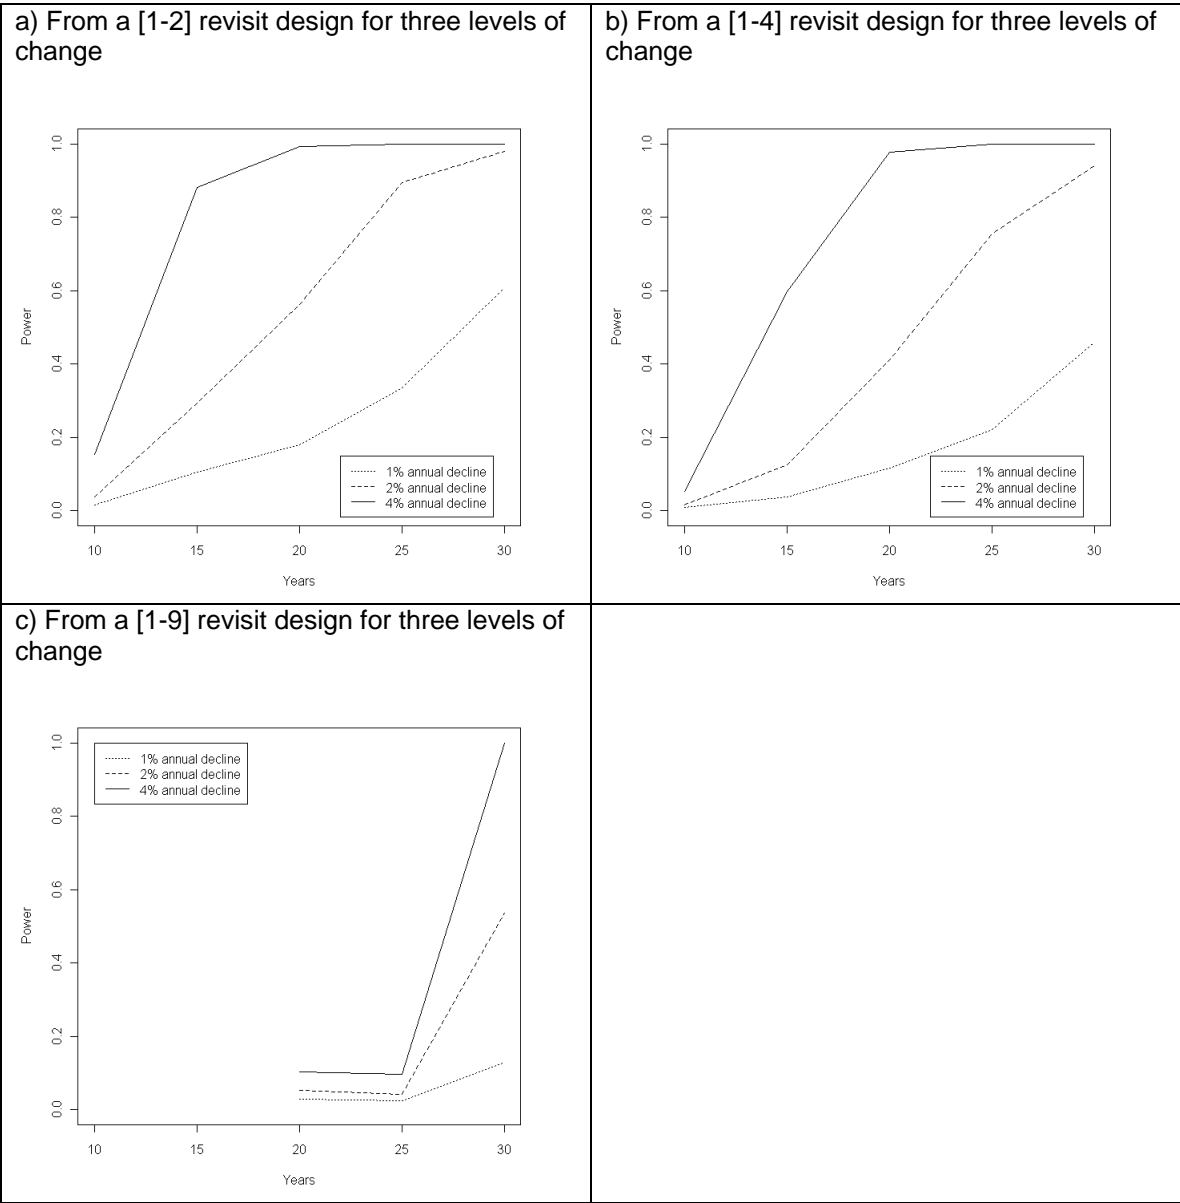 a) From a [1-2] revisit design for three levels of
change
1.0
0.8
0.6
0.4
0.2
0.0
Power
1% annual decline
2% annual decline
4% annual decline
10 15 20 25 30
Years
b) From a [1-4] revisit design for three levels of
change
1.0
0.8
0.6
0.4
0.2
0.0
Power
1% annual decline
2% annual decline
4% annual decline
10 15 20 25 30
Years
c) From a [1-9] revisit design for three levels of
change
1.0
0.8
0.6
0.4
0.2
0.0
Power
1% annual decline
2% annual decline
4% annual decline
10 15 20 25 30
Years